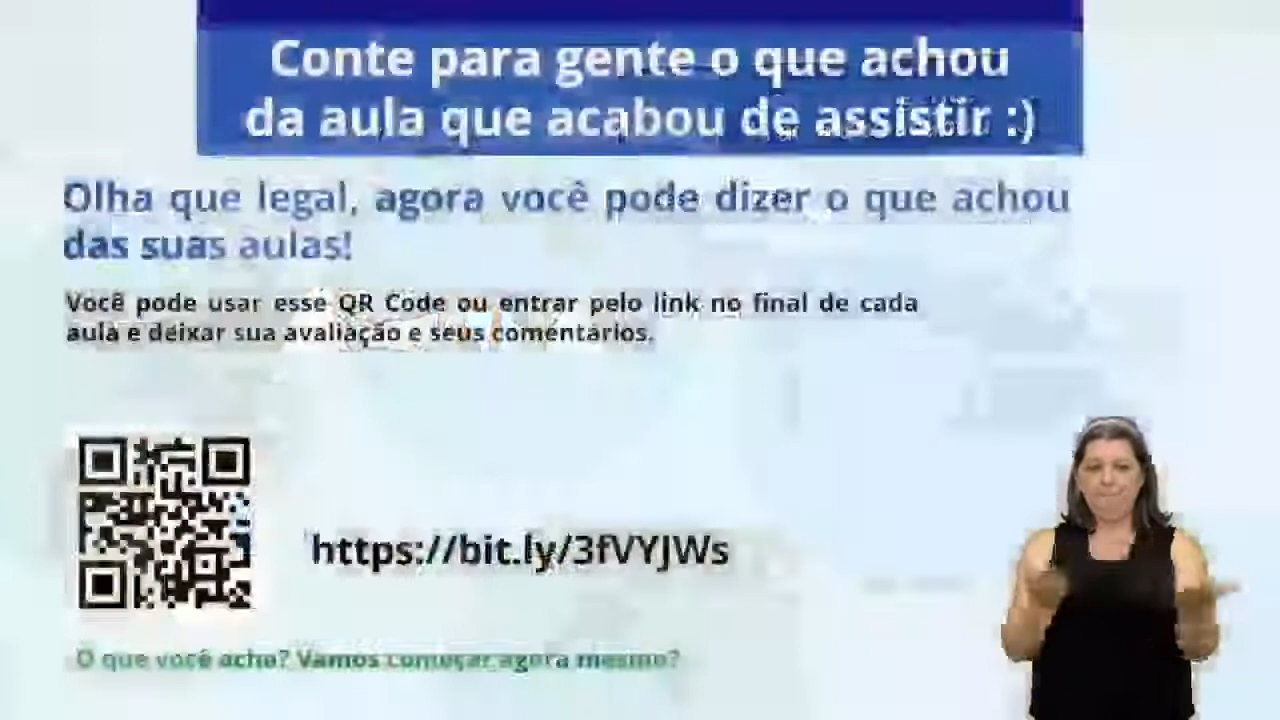 Conte para gente o que achou
da aula que acabou de assistir :)
Olha que legal, agora você pode dizer o que achou
das suas aulas!
Você pode usar esse QR Code ou entrar pelo link no final de cada
aula e deixar sua avaliação e seus comentários.
https://bit.ly/3fVYJWs
O que você acha? Vamos começar agora mesmo?